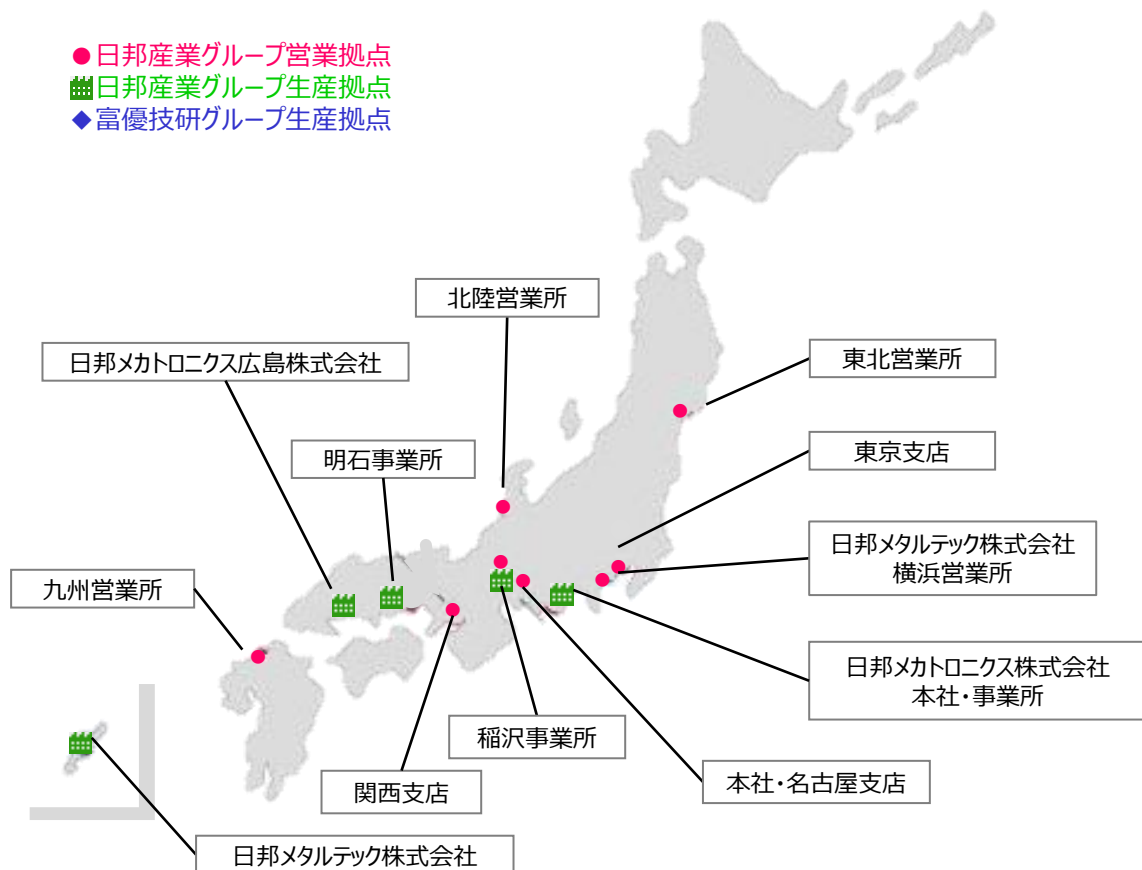 日邦産業グループ営業拠点
日邦産業グループ生産拠点
富優技研グループ生産拠点
北陸営業所
日邦メカトロニクス広島株式会社
東北営業所
明石事業所
東京支店
日邦メタルテック株式会社
横浜営業所
九州営業所
日邦メカトロニクス株式会社
本社・事業所
稲沢事業所
関西支店
本社・名古屋支店
日邦メタルテック株式会社